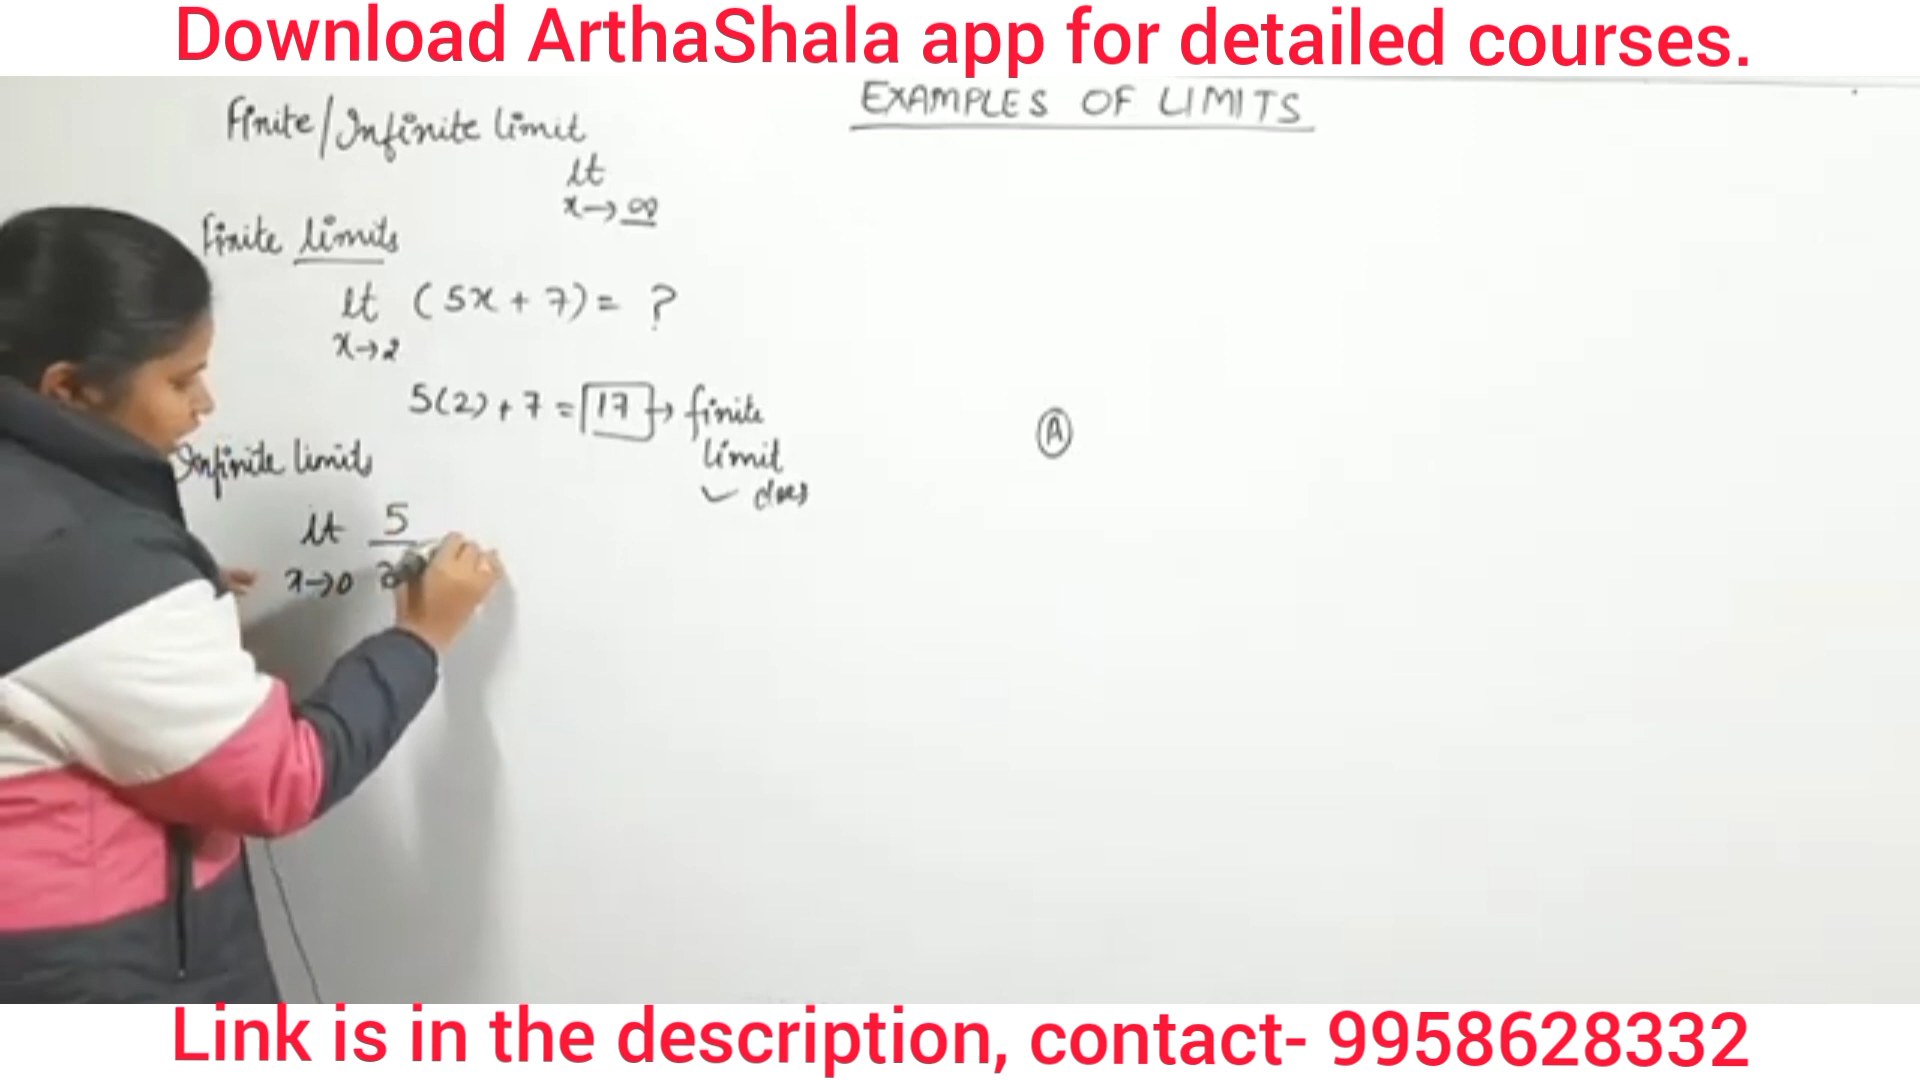 Download ArthaShala app for detailed courses.
EXAMPLES OF LIMITS
Finite/Infinite limit
lt
x→∞
finite limits
lt (5x + 7) = ?
x→2
5(2) + 7 = 17 → finite
limit
✓ does
Ⓐ
Infinite limits
lt 5
x→0
Link is in the description, contact- 9958628332